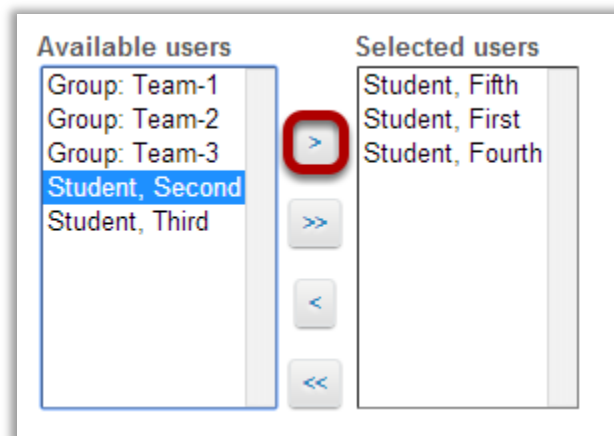 Available users
Group: Team-1
Group: Team-2
Group: Team-3
Student, Second
Student, Third
>
>>
<
<<
Selected users
Student, Fifth
Student, First
Student, Fourth